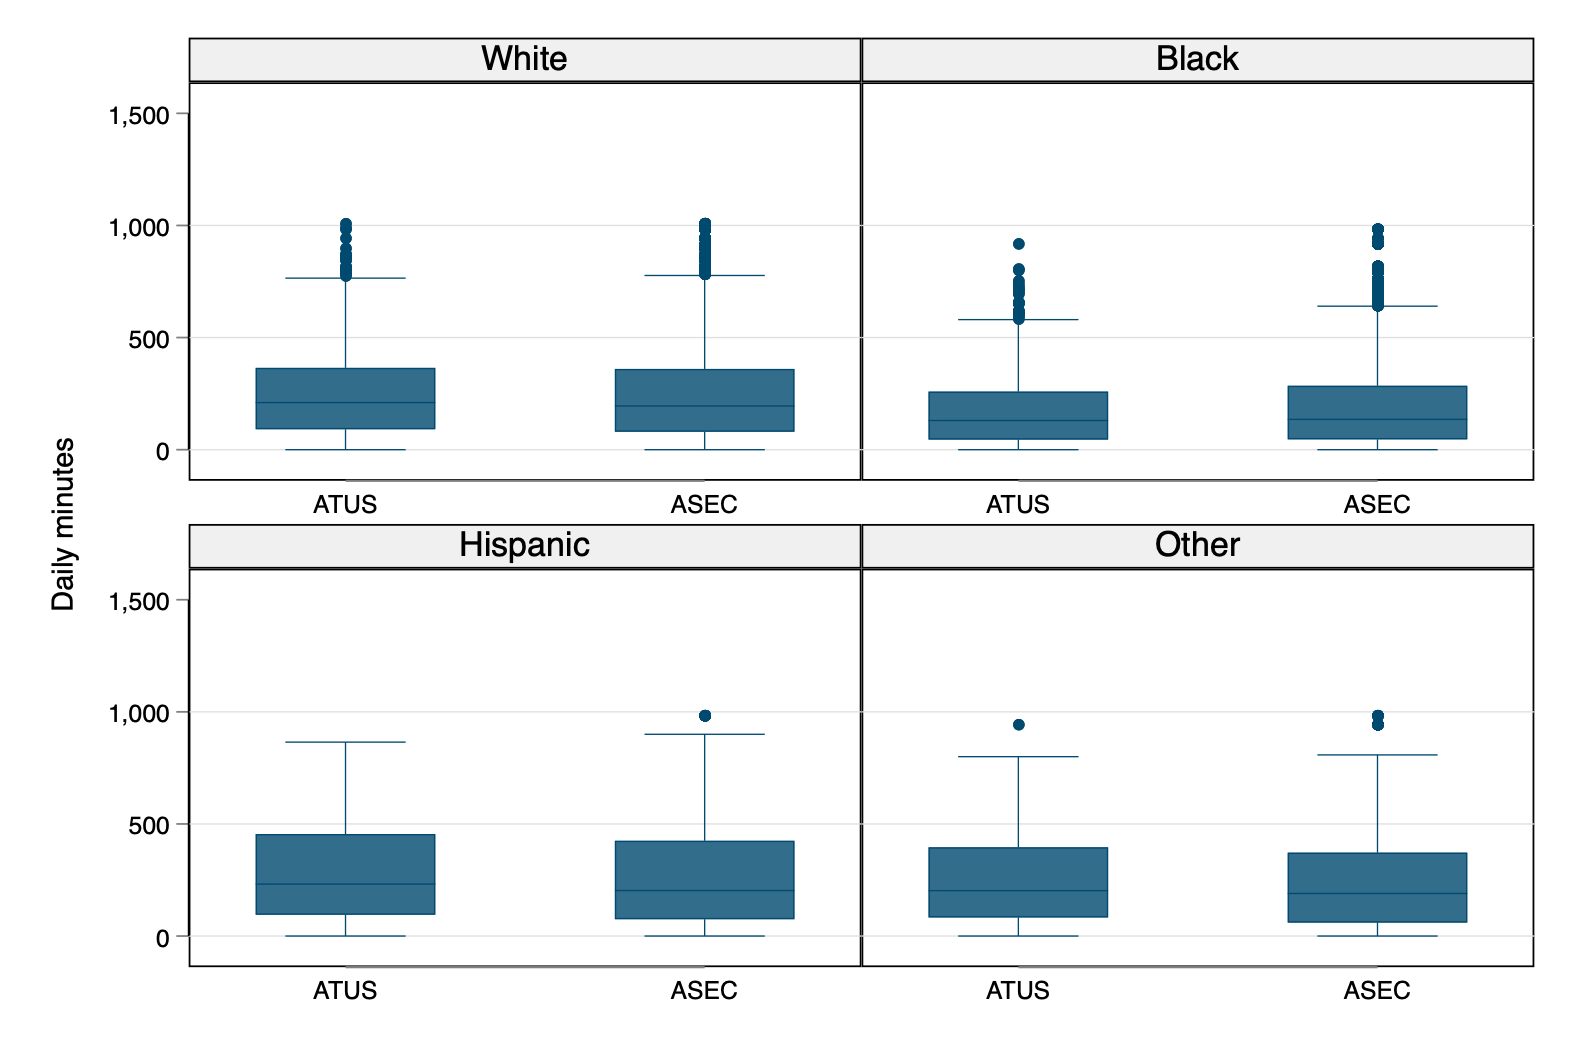 Daily minutes
White
Black
1,500
1,000
500
0
ATUS
ASEC
ATUS
ASEC
Hispanic
Other
1,500
1,000
500
0
ATUS
ASEC
ATUS
ASEC